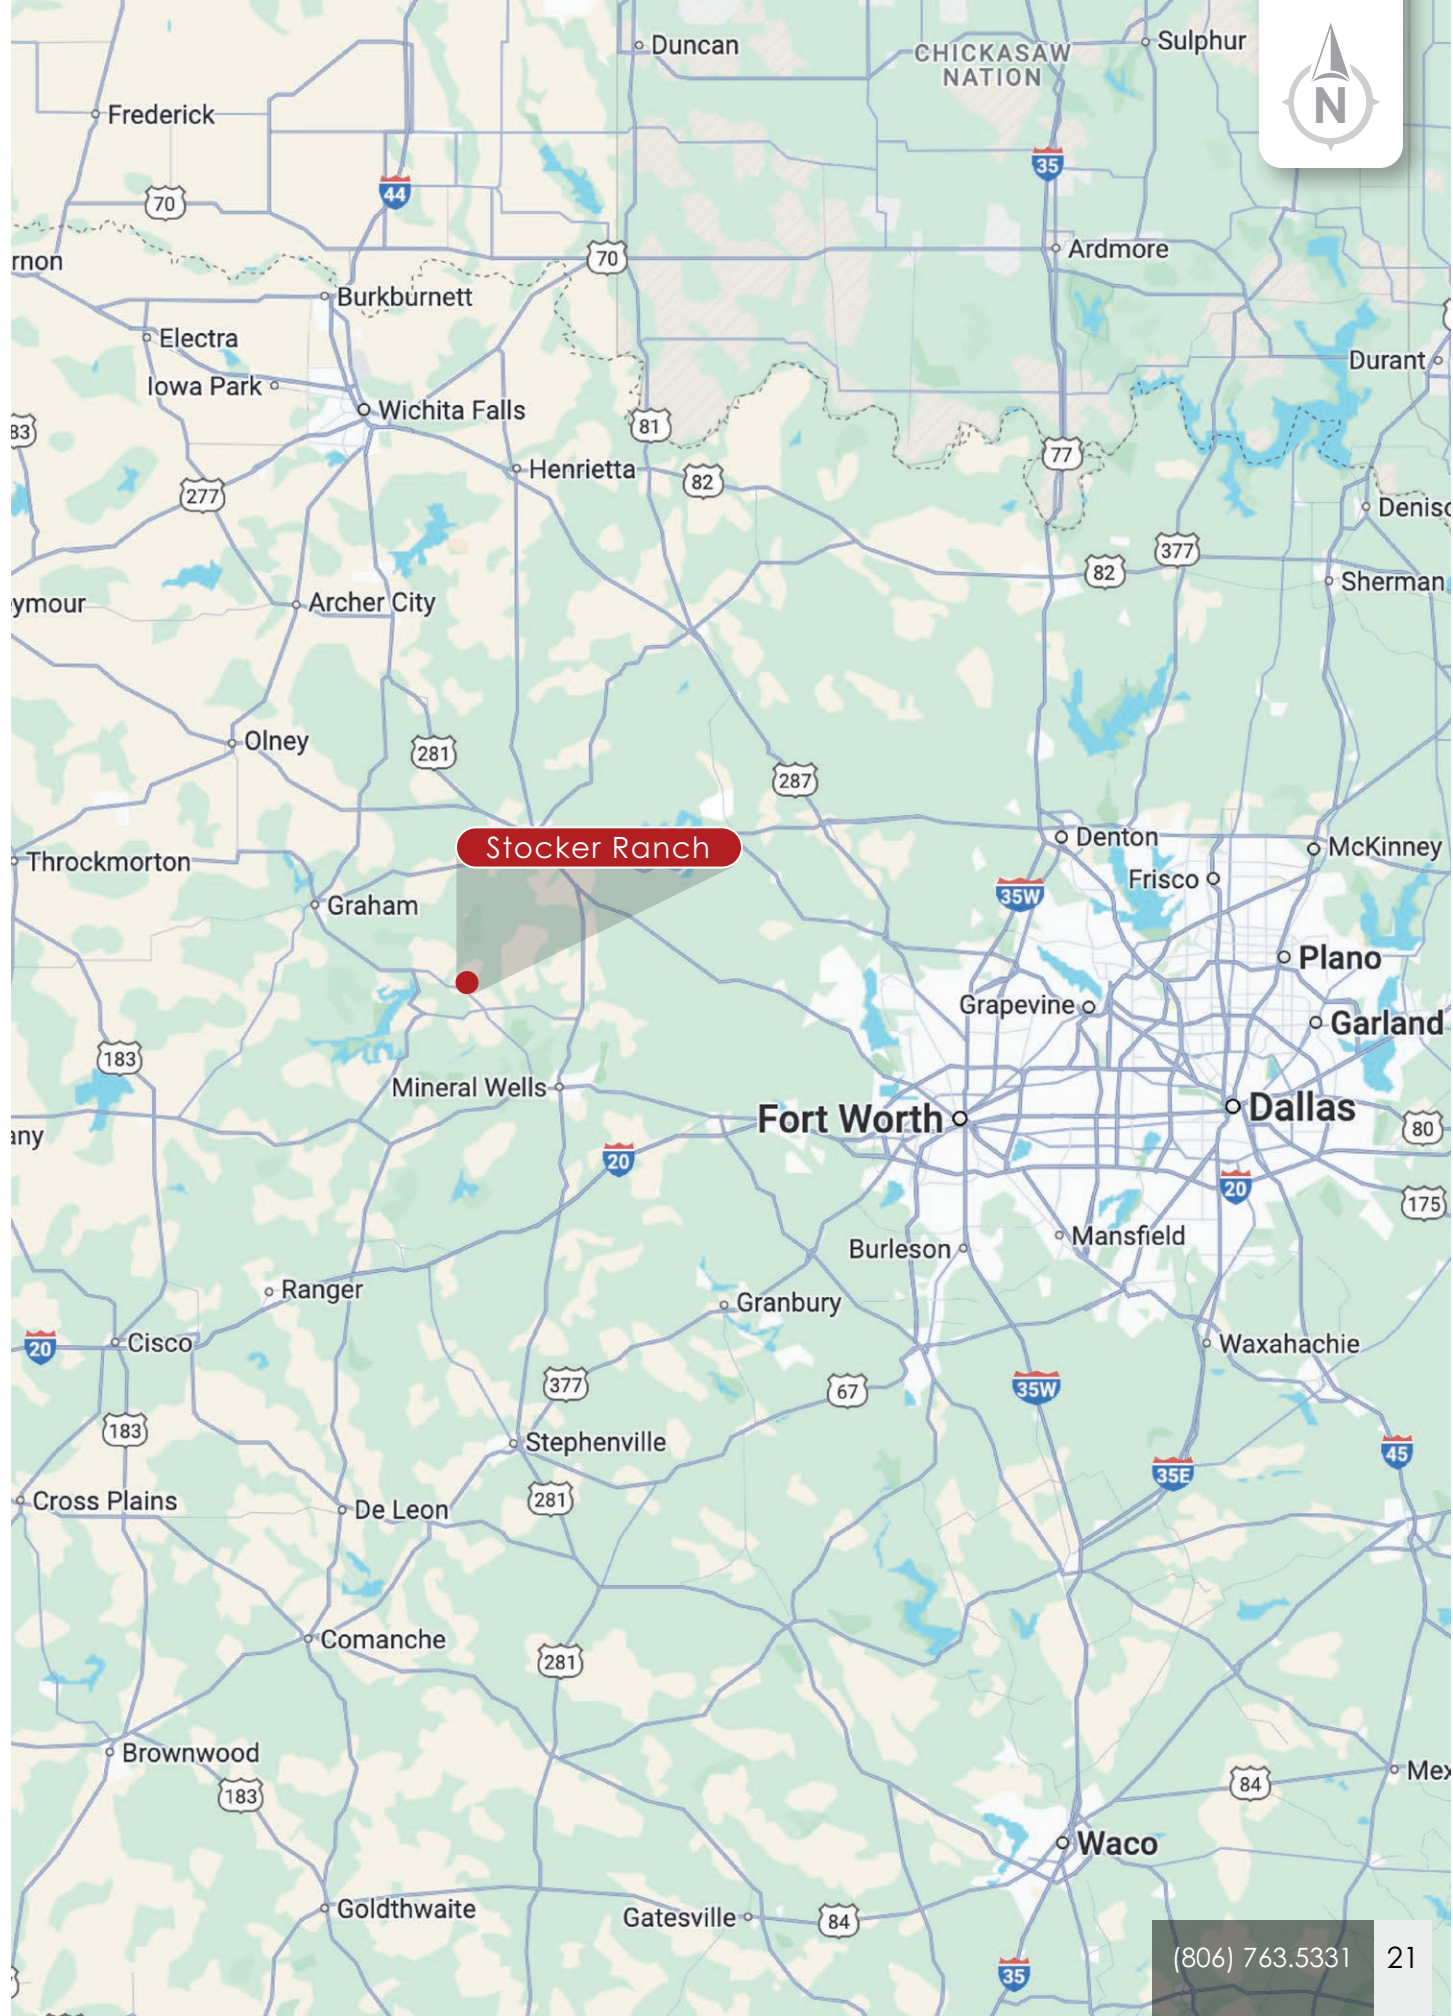 Duncan
CHICKASAW
NATION
Sulphur
N
Frederick
35
44
70
Ardmore
70
rnon
Burkburnett
Electra
Durant
Iowa Park
Wichita Falls
83
81
77
Henrietta
82
277
Deniso
377
82
Sherman
ymour
Archer City
Olney
281
287
Denton
Stocker Ranch
McKinney
Throckmorton
Frisco
35W
Graham
Plano
Grapevine
Garland
183
Mineral Wells
Fort Worth
Dallas
80
any
20
20
175
Mansfield
Burleson
Ranger
Granbury
20
Cisco
Waxahachie
377
67
35W
183
Stephenville
45
35E
281
Cross Plains
De Leon
Comanche
281
Brownwood
Mex
84
183
Waco
Goldthwaite
Gatesville
84
(806) 763.5331
21
35